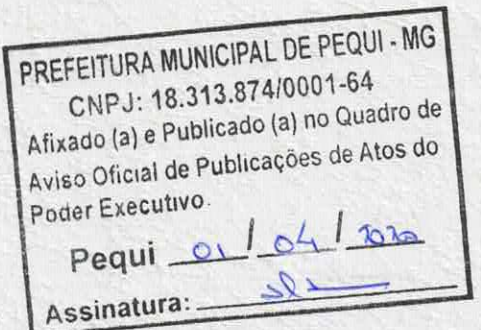 PREFEITURA MUNICIPAL DE PEQUI - MG
CNPJ: 18.313.874/0001-64
Afixado (a) e Publicado (a) no Quadro de
Aviso Oficial de Publicações de Atos do
Poder Executivo.
Pequi 01 / 04 / 2020
Assinatura: